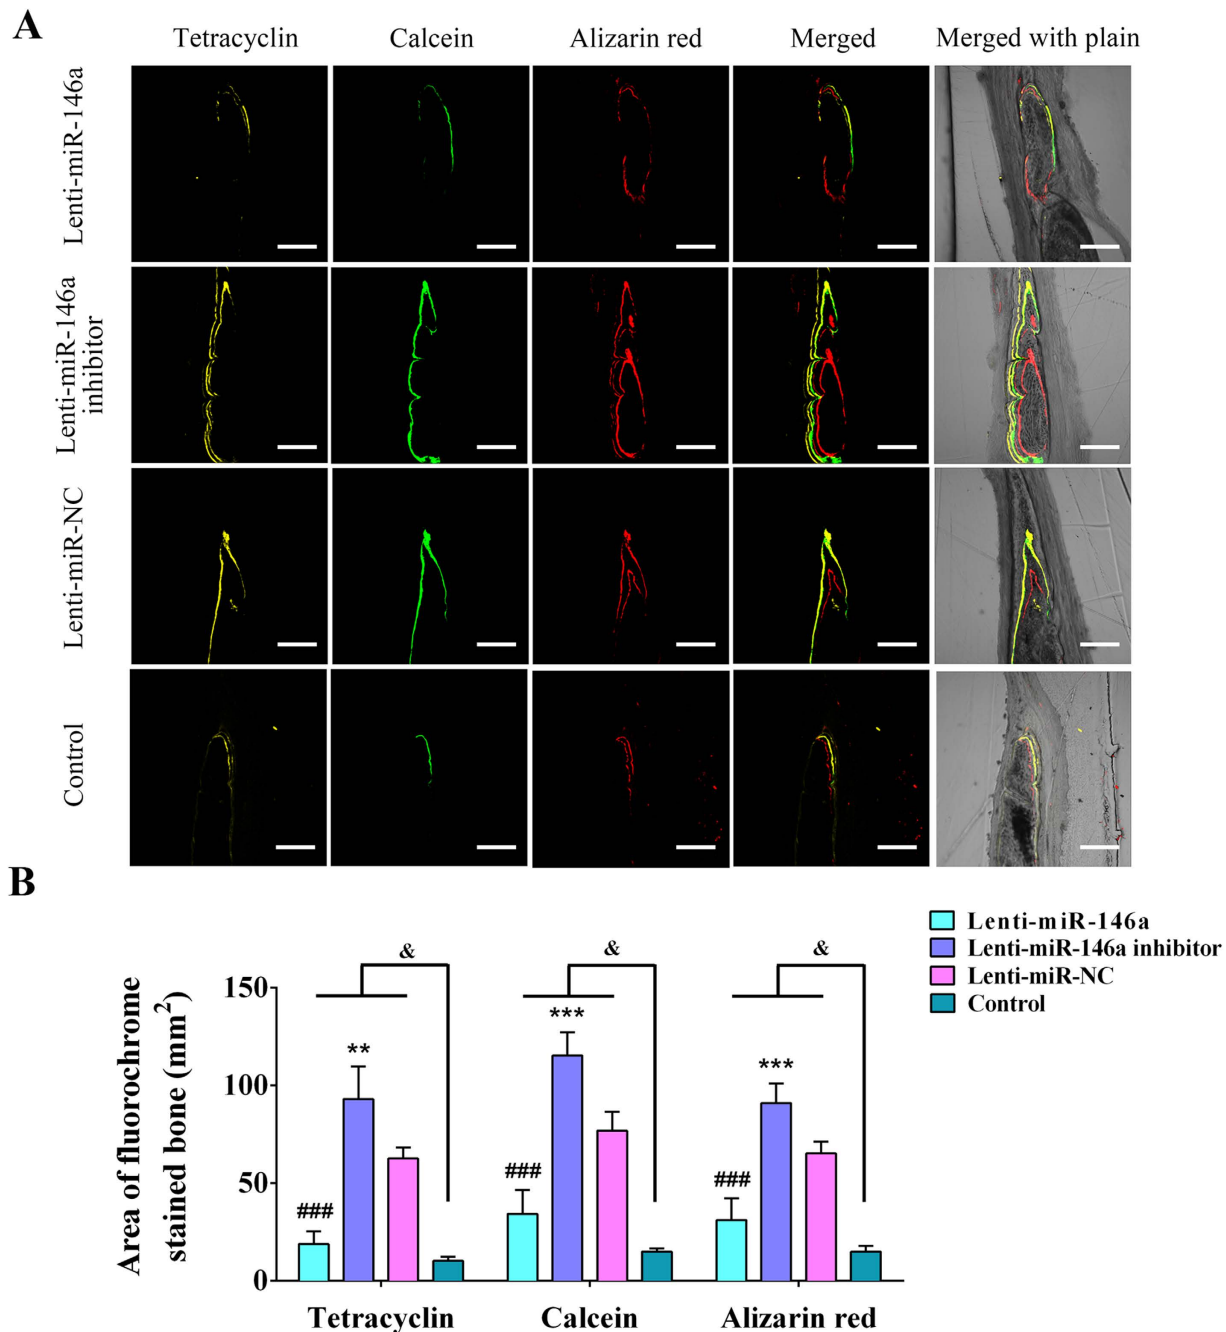 A
Tetracyclin
Calcein
Alizarin red
Merged
Merged with plain
Lenti-miR-146a
Lenti-miR-146a
inhibitor
Lenti-miR-NC
Control
B
Lenti-miR-146a
Lenti-miR-146a inhibitor
Lenti-miR-NC
Control
Area of fluorochrome
stained bone (mm²)
150
100
50
0
& & &
** *** ***
### ### ###
Tetracyclin
Calcein
Alizarin red